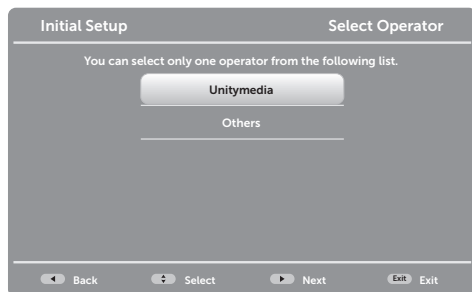 Initial Setup Select Operator
You can select only one operator from the following list.
Unitymedia
Others
Back Select Next Exit Exit